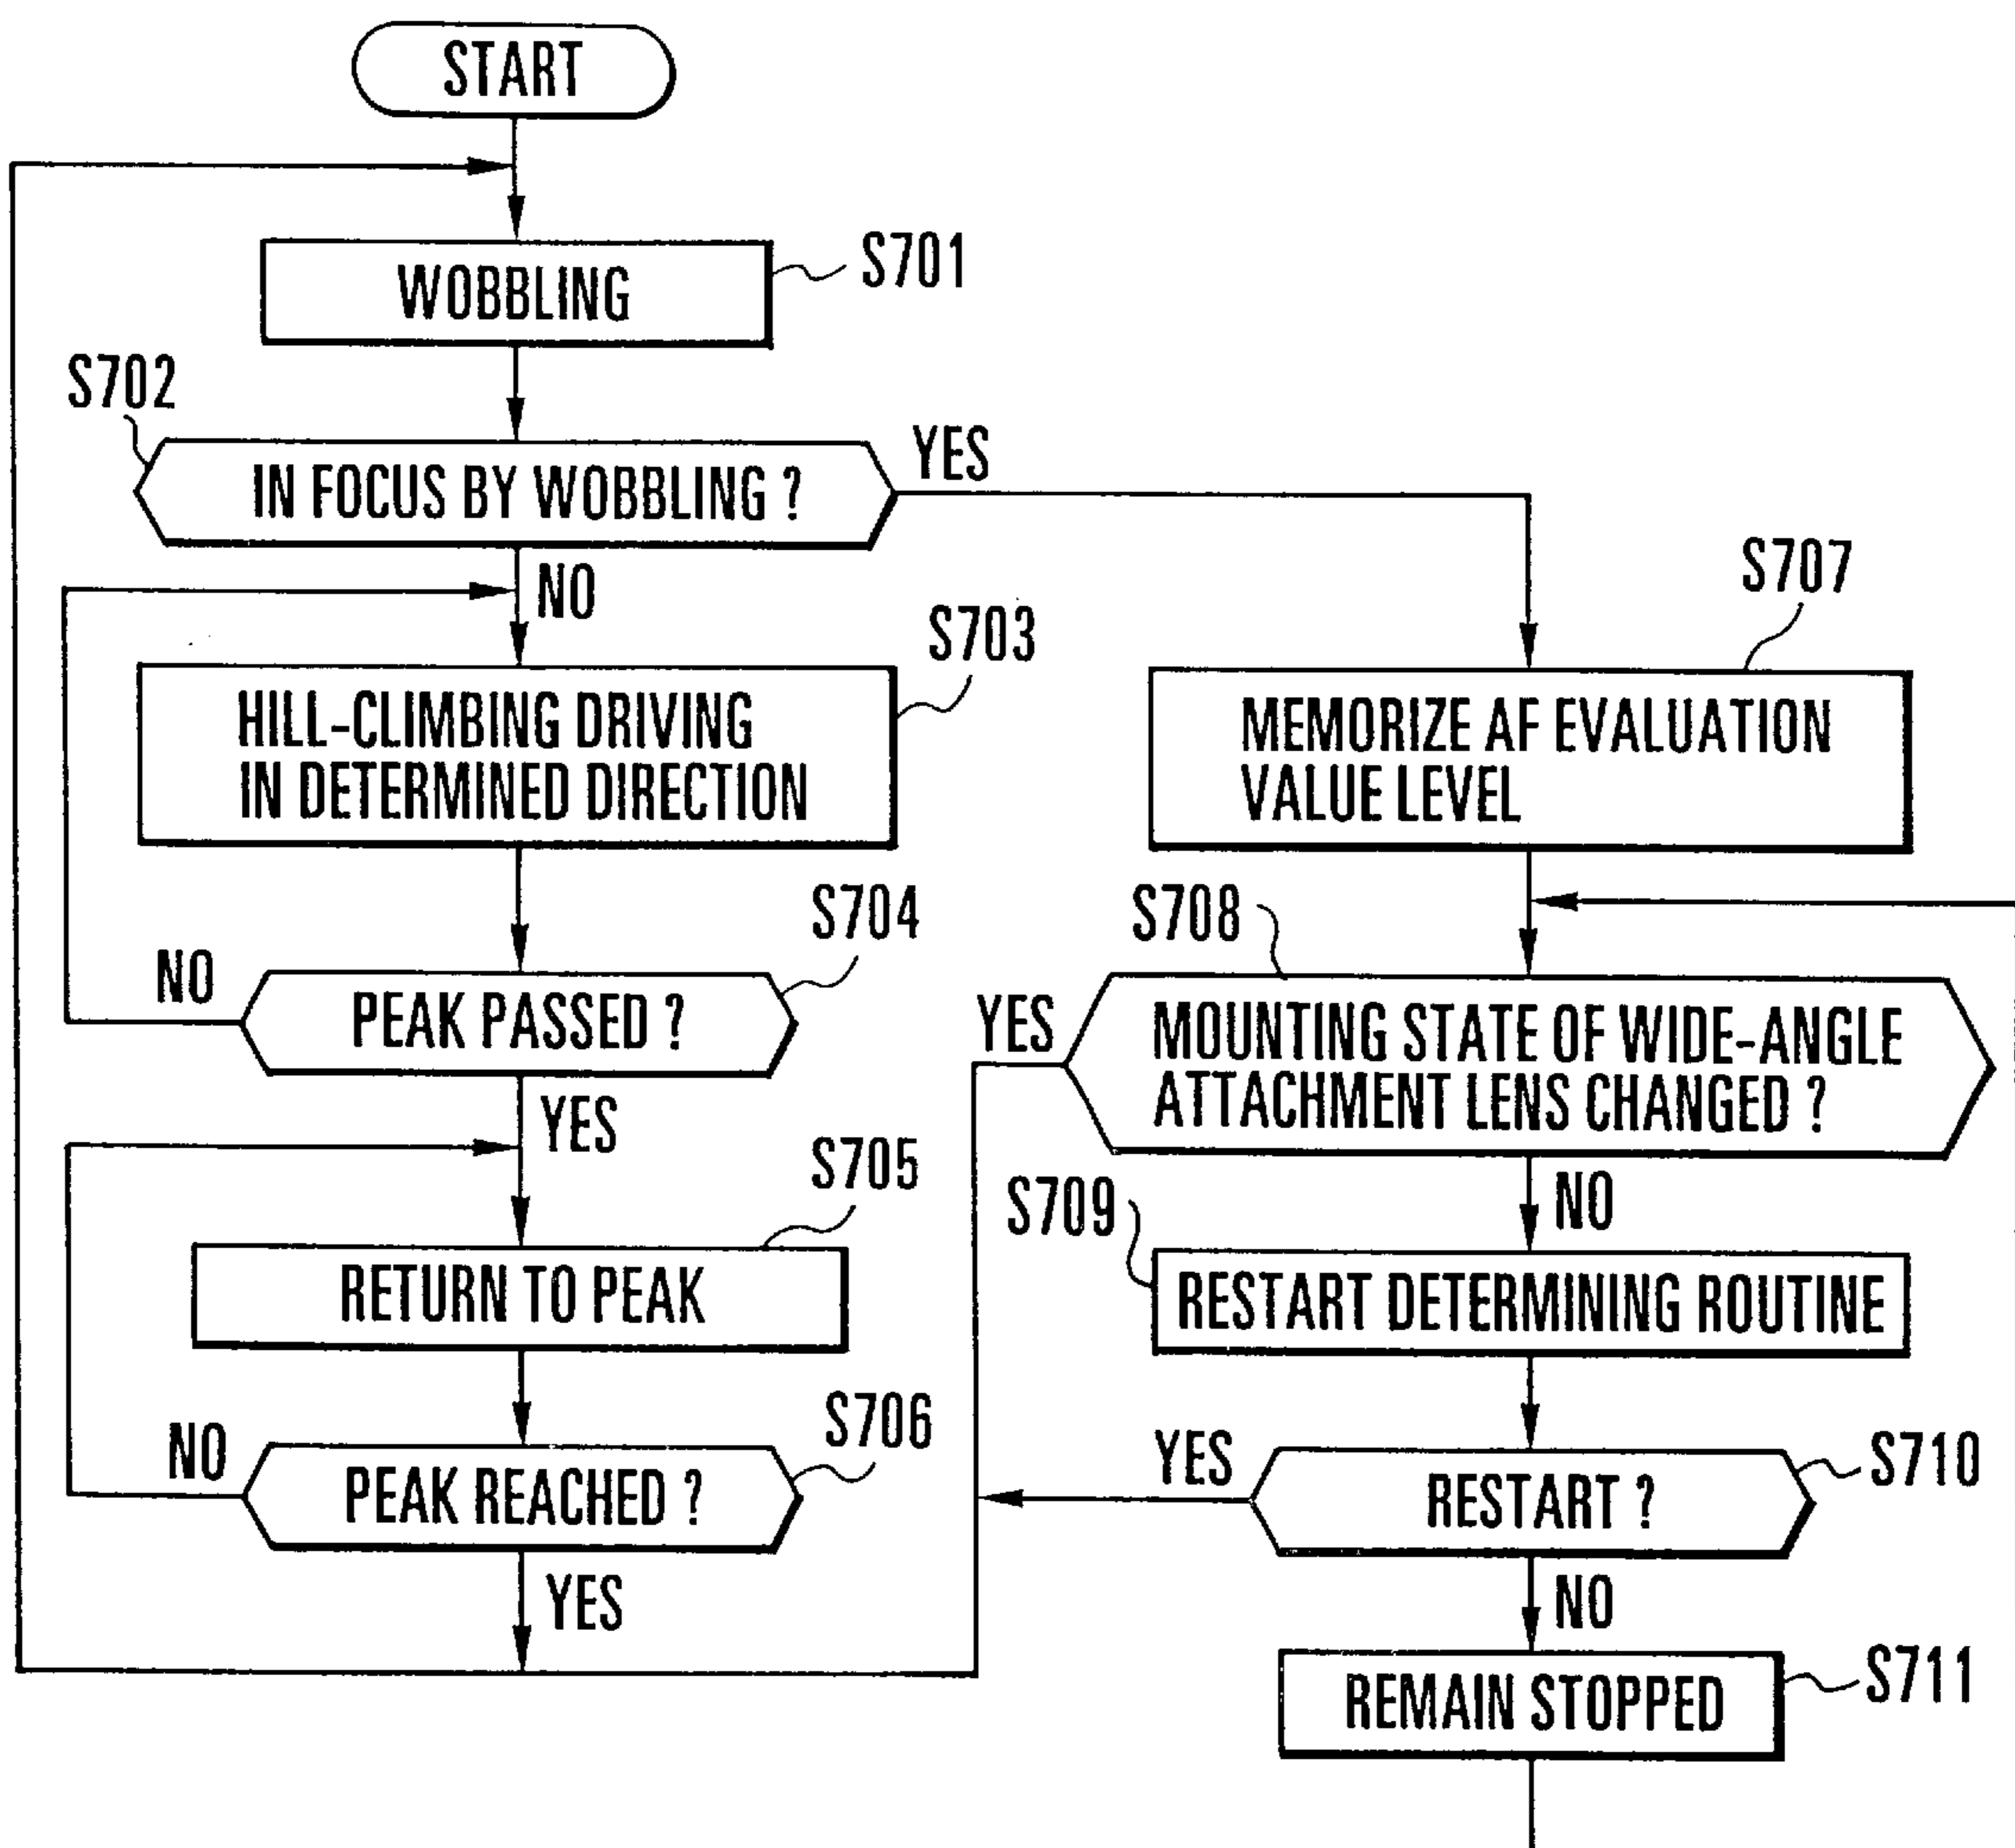 START
WOBBLING
S701
S702
IN FOCUS BY WOBBLING ?
YES
NO
S703
HILL-CLIMBING DRIVING
IN DETERMINED DIRECTION
S704
NO
PEAK PASSED ?
YES
S705
RETURN TO PEAK
S706
NO
PEAK REACHED ?
YES
S707
MEMORIZE AF EVALUATION
VALUE LEVEL
S708
YES
MOUNTING STATE OF WIDE-ANGLE
ATTACHMENT LENS CHANGED ?
NO
S709
RESTART DETERMINING ROUTINE
YES
RESTART ?
S710
NO
REMAIN STOPPED
S711